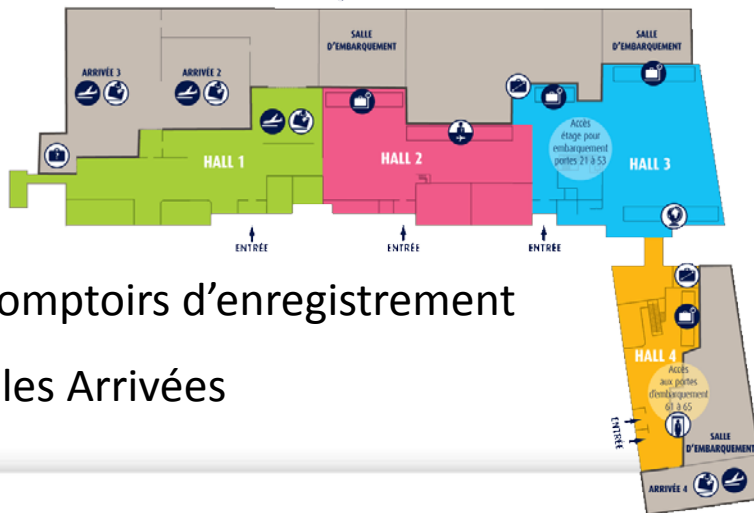 SALLE
D'EMBARQUEMENT
SALLE
D'EMBARQUEMENT
ARRIVÉE 3
ARRIVÉE 2
HALL 1
HALL 2
Accès
étage pour
embarquement
portes 21 à 53
HALL 3
ENTRÉE
ENTRÉE
ENTRÉE
omptoirs d’enregistrement
les Arrivées
HALL 4
Accès
aux portes
d'embarquement
61 à 65
ENTRÉE
SALLE
D'EMBARQUEMENT
ARRIVÉE 4